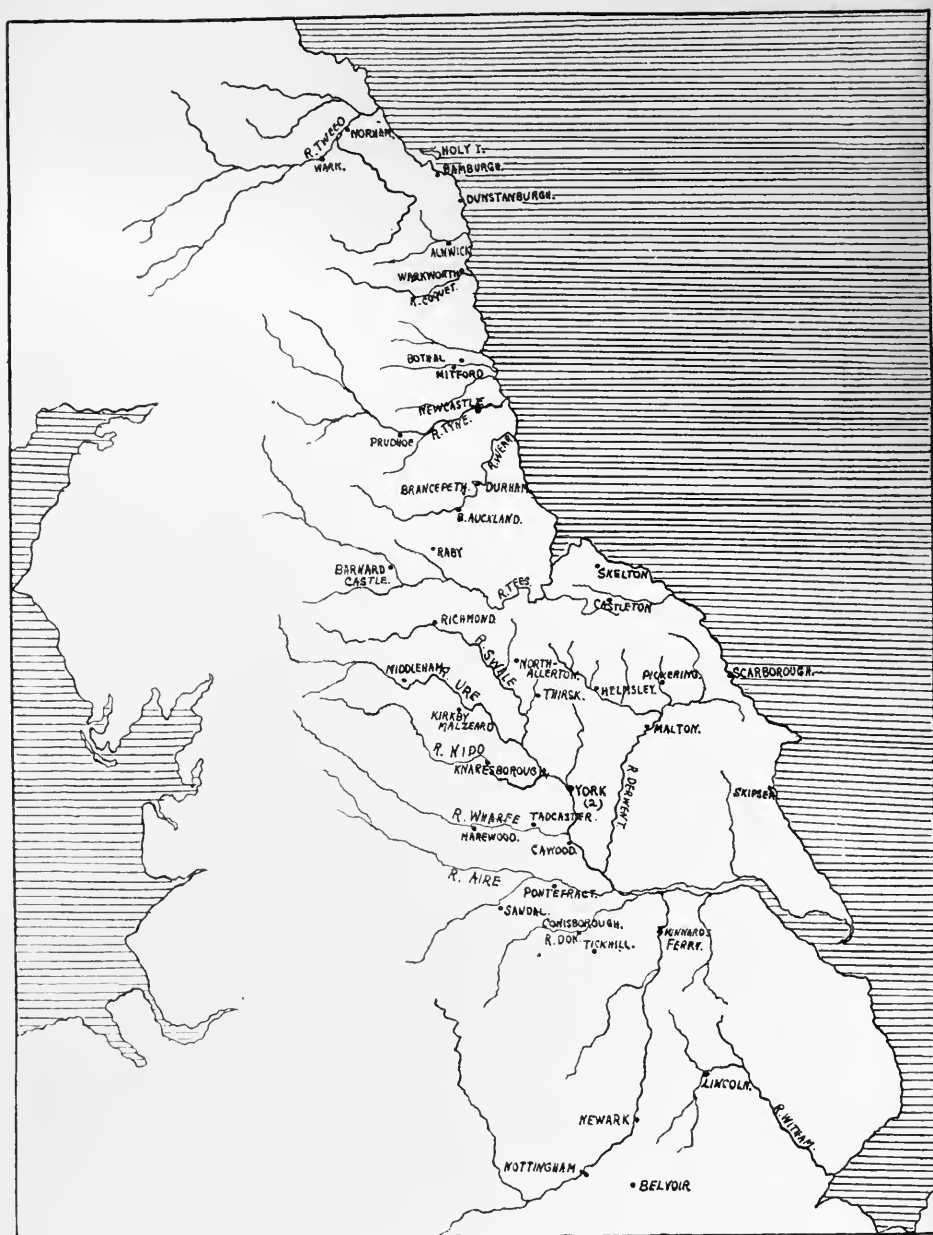 R. TWEED
NORHAM.
WARK.
HOLY I.
BAMBURGH.
DUNSTANBURGH.
ALNWICK
WARKWORTH
R. COQUET.
BOTHAL
MITFORD
NEWCASTLE
R. TYNE.
PRUDHOE
R. WEAR
BRANCEPETH.
DURHAM
B. AUCKLAND.
RABY
BARNARD
CASTLE.
R. TEES.
SKELTON
CASTLETON
RICHMOND.
R. SWALE
NORTH-
ALLERTON.
THIRSK.
HELMSLEY.
PICKERING.
SCARBOROUGH.
MIDDLEHAM
R. URE
KIRKBY
MALZEARD
MALTON.
R. NIDD
KNARESBOROUGH
YORK
(2)
R. DERWENT.
SKIPSEA
R. WHARFE
TADCASTER.
HAREWOOD.
CAWOOD.
R. AIRE
PONTEFRACT.
SANDAL.
CONISBOROUGH.
R. DON.
TICKHILL.
KINNARDS
FERRY.
LINCOLN.
NEWARK
R. WITHAM.
NOTTINGHAM
BELVOIR